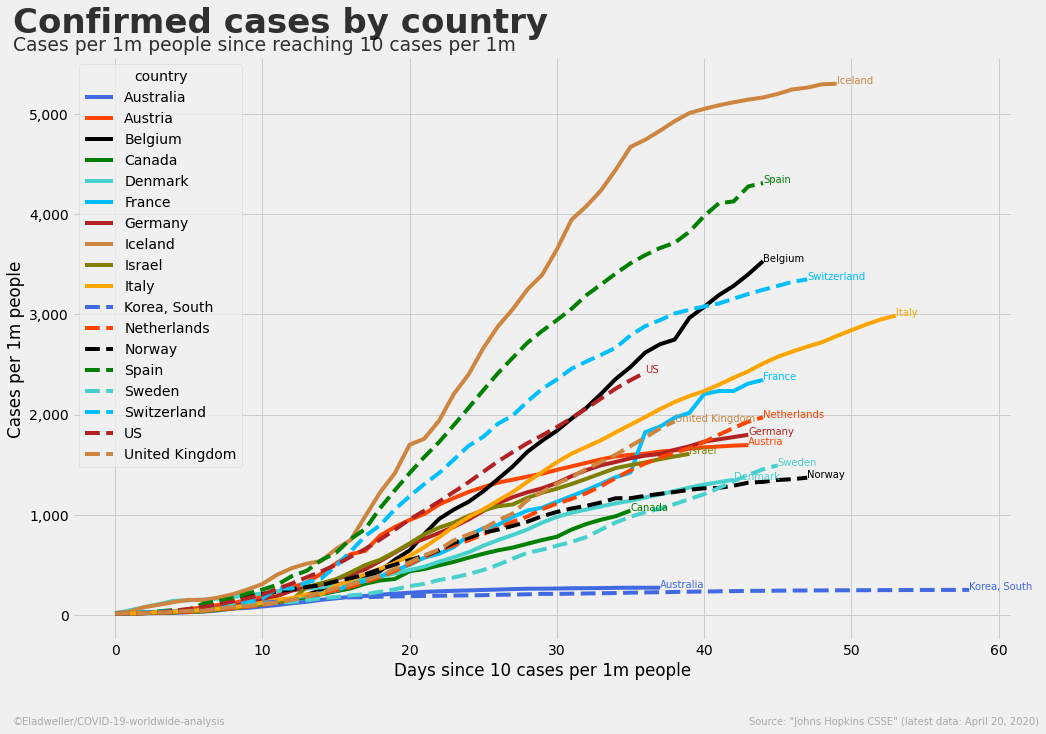 Confirmed cases by country
Cases per 1m people since reaching 10 cases per 1m
country
Australia
Austria
Belgium
Canada
Denmark
France
Germany
Iceland
Israel
Italy
Korea, South
Netherlands
Norway
Spain
Sweden
Switzerland
US
United Kingdom
Cases per 1m people
5,000
4,000
3,000
2,000
1,000
0
Iceland
Spain
Belgium
Switzerland
Italy
US
France
Netherlands
United Kingdom
Germany
Austria
Israel
Sweden
Denmark
Norway
Canada
Australia
Korea, South
0 10 20 30 40 50 60
Days since 10 cases per 1m people
©Eladweller/COVID-19-worldwide-analysis
Source: "Johns Hopkins CSSE" (latest data: April 20, 2020)